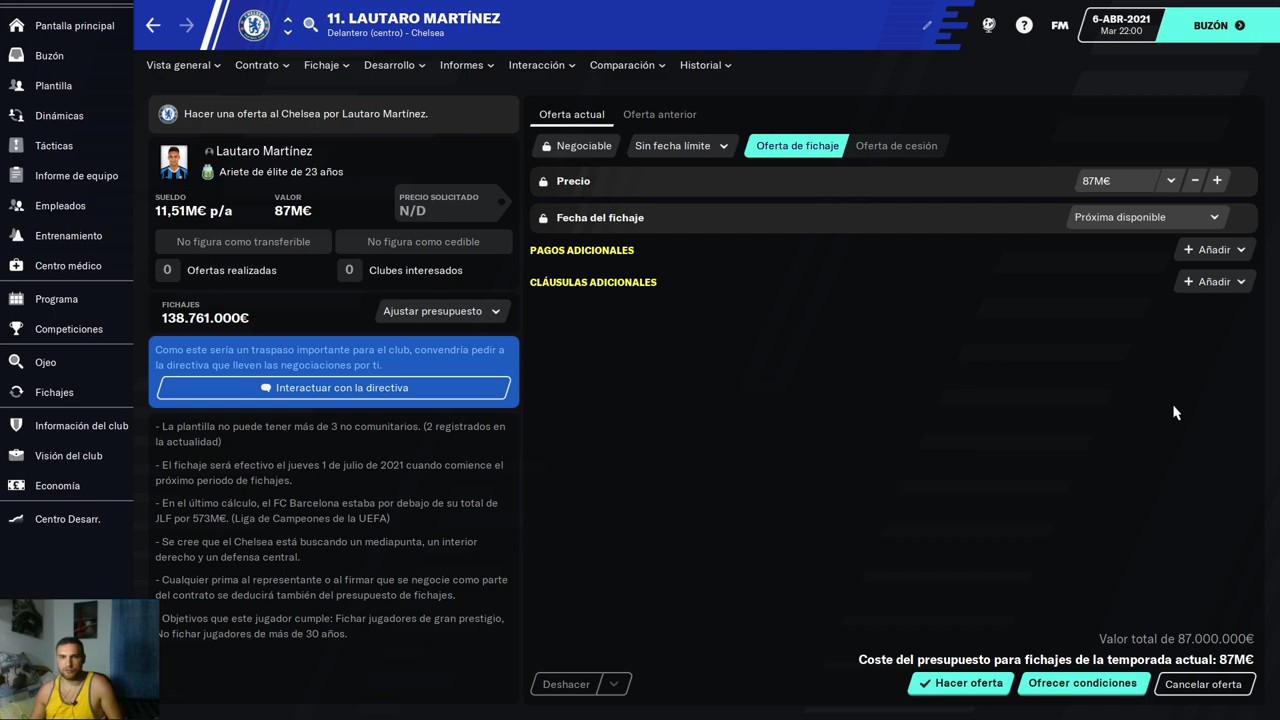 Pantalla principal
Buzón
Plantilla
Dinámicas
Tácticas
Informe de equipo
Empleados
Entrenamiento
Centro médico
Programa
Competiciones
Ojeo
Fichajes
Información del club
Visión del club
Economía
Centro Desarr.
11. LAUTARO MARTÍNEZ
Delantero (centro) - Chelsea
?
FM
6-ABR-2021
Mar 22:00
BUZÓN
Vista general
Contrato
Fichaje
Desarrollo
Informes
Interacción
Comparación
Historial
Hacer una oferta al Chelsea por Lautaro Martínez.
Lautaro Martínez
Ariete de élite de 23 años
SUELDO
11,51M€ p/a
VALOR
87M€
PRECIO SOLICITADO
N/D
No figura como transferible
No figura como cedible
0 Ofertas realizadas
0 Clubes interesados
FICHAJES
138.761.000€
Ajustar presupuesto
Como este sería un traspaso importante para el club, convendría pedir a
la directiva que lleven las negociaciones por ti.
Interactuar con la directiva
- La plantilla no puede tener más de 3 no comunitarios. (2 registrados en
la actualidad)
- El fichaje será efectivo el jueves 1 de julio de 2021 cuando comience el
próximo periodo de fichajes.
- En el último cálculo, el FC Barcelona estaba por debajo de su total de
JLF por 573M€. (Liga de Campeones de la UEFA)
- Se cree que el Chelsea está buscando un mediapunta, un interior
derecho y un defensa central.
- Cualquier prima al representante o al firmar que se negocie como parte
del contrato se deducirá también del presupuesto de fichajes.
Objetivos que este jugador cumple: Fichar jugadores de gran prestigio,
No fichar jugadores de más de 30 años.
Oferta actual
Oferta anterior
Negociable
Sin fecha límite
Oferta de fichaje
Oferta de cesión
Precio
87M€
- +
Fecha del fichaje
Próxima disponible
PAGOS ADICIONALES
+ Añadir
CLÁUSULAS ADICIONALES
+ Añadir
Valor total de 87.000.000€
Coste del presupuesto para fichajes de la temporada actual: 87M€
Deshacer
Hacer oferta
Ofrecer condiciones
Cancelar oferta